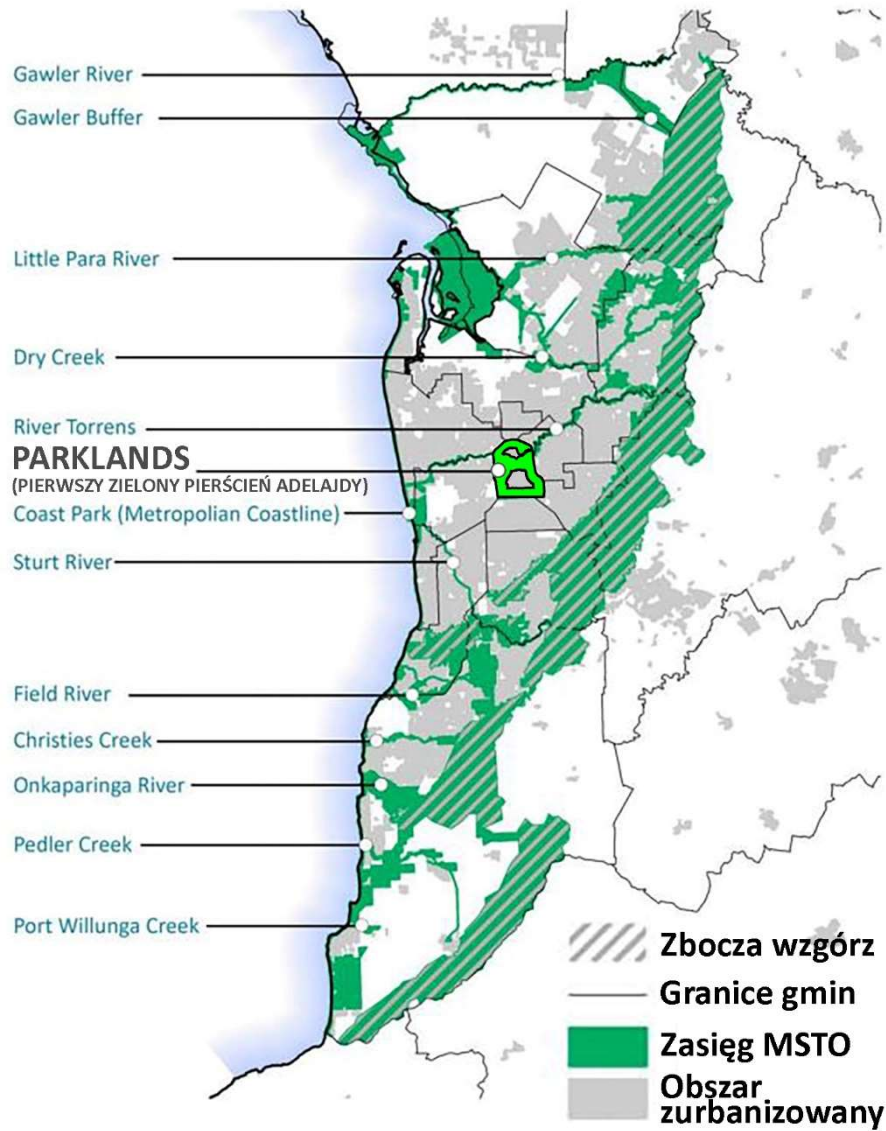 Gawler River
Gawler Buffer
Little Para River
Dry Creek
River Torrens
PARKLANDS
(PIERWSZY ZIELONY PIERŚCIEŃ ADELAJDY)
Coast Park (Metropolian Coastline)
Sturt River
Field River
Christies Creek
Onkaparinga River
Pedler Creek
Port Willunga Creek
Zbocza wzgórz
Granice gmin
Zasięg MSTO
Obszar
zurbanizowany